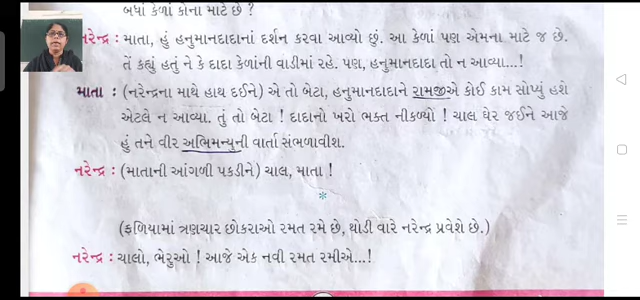 બધાં કેળાં કોના માટે છે ?
નરેન્દ્ર : માતા, હું હનુમાનદાદાનાં દર્શન કરવા આવ્યો છું. આ કેળાં પણ એમના માટે જ છે.
તેં કહ્યું હતું ને કે દાદા કેળાંની વાડીમાં રહે. પણ, હનુમાનદાદા તો ન આવ્યા...!
માતા : (નરેન્દ્રના માથે હાથ દઈને) એ તો બેટા, હનુમાનદાદાને રામજીએ કોઈ કામ સોંપ્યું હશે
એટલે ન આવ્યા. તું તો બેટા ! દાદાનો ખરો ભક્ત નીકળ્યો ! ચાલ ઘેર જઈને આજે
હું તને વીર અભિમન્યુની વાર્તા સંભળાવીશ.
નરેન્દ્ર : (માતાની આંગળી પકડીને) ચાલ, માતા !
*
(ફળિયામાં ત્રણચાર છોકરાઓ રમત રમે છે, થોડી વારે નરેન્દ્ર પ્રવેશે છે.)
નરેન્દ્ર : ચાલો, ભેરુઓ ! આજે એક નવી રમત રમીએ...!